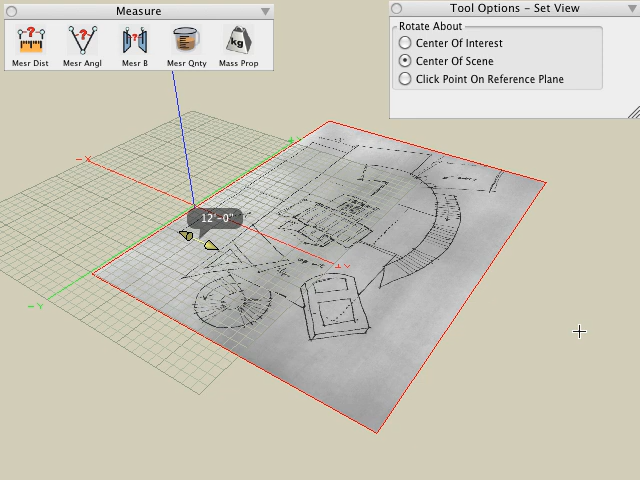 Measure
Mesr Dist
Mesr Angl
Mesr B
Mesr Qnty
Mass Prop
kg
Tool Options - Set View
Rotate About
Center Of Interest
Center Of Scene
Click Point On Reference Plane
-X
+Y
12'-0"
-Y